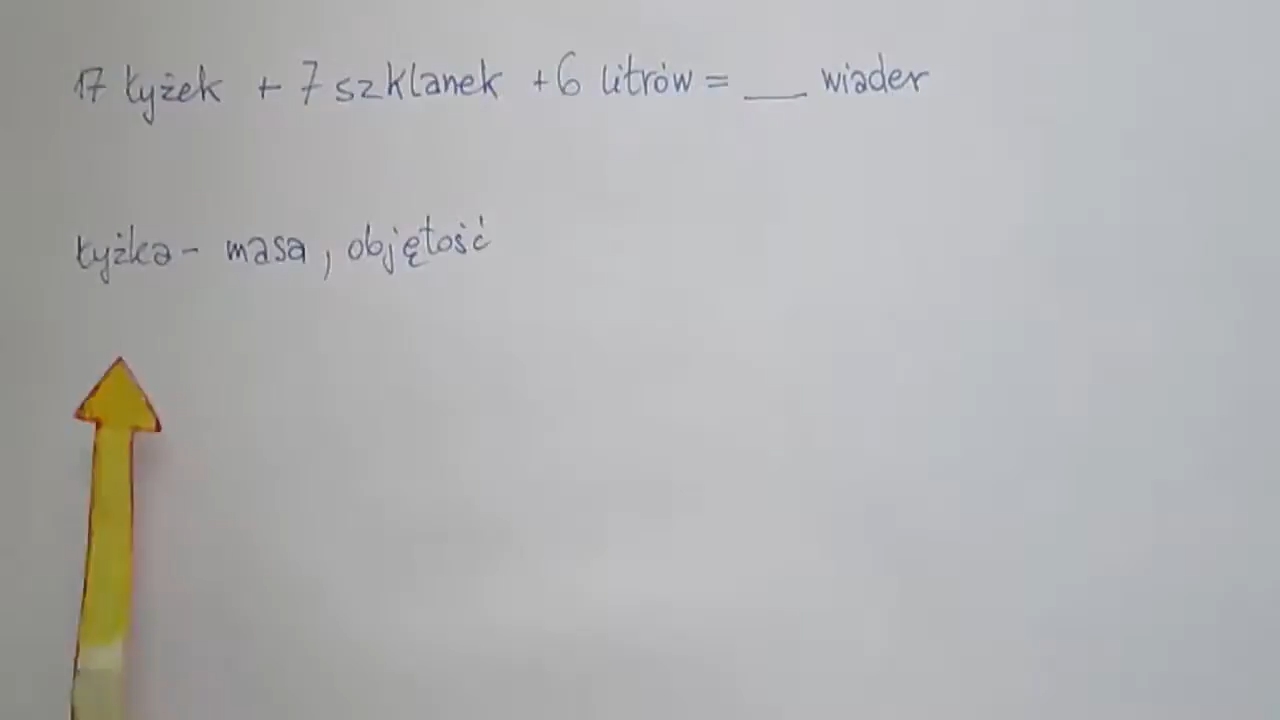 17 łyżek + 7 szklanek + 6 litrów = ___ wiader
łyżka - masa, objętość